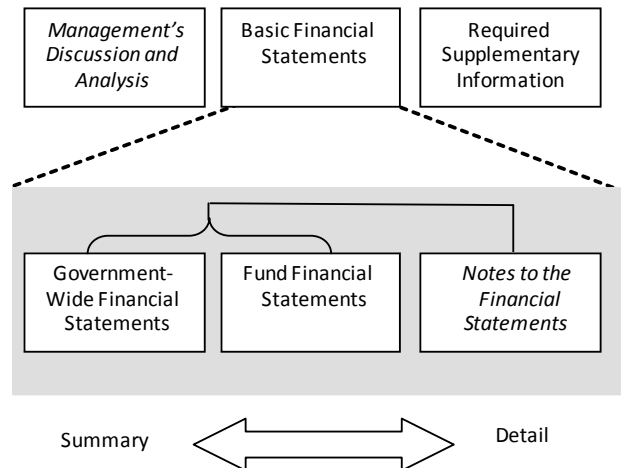 Management's
Discussion and
Analysis
Basic Financial
Statements
Required
Supplementary
Information
Government-
Wide Financial
Statements
Fund Financial
Statements
Notes to the
Financial
Statements
Summary
Detail